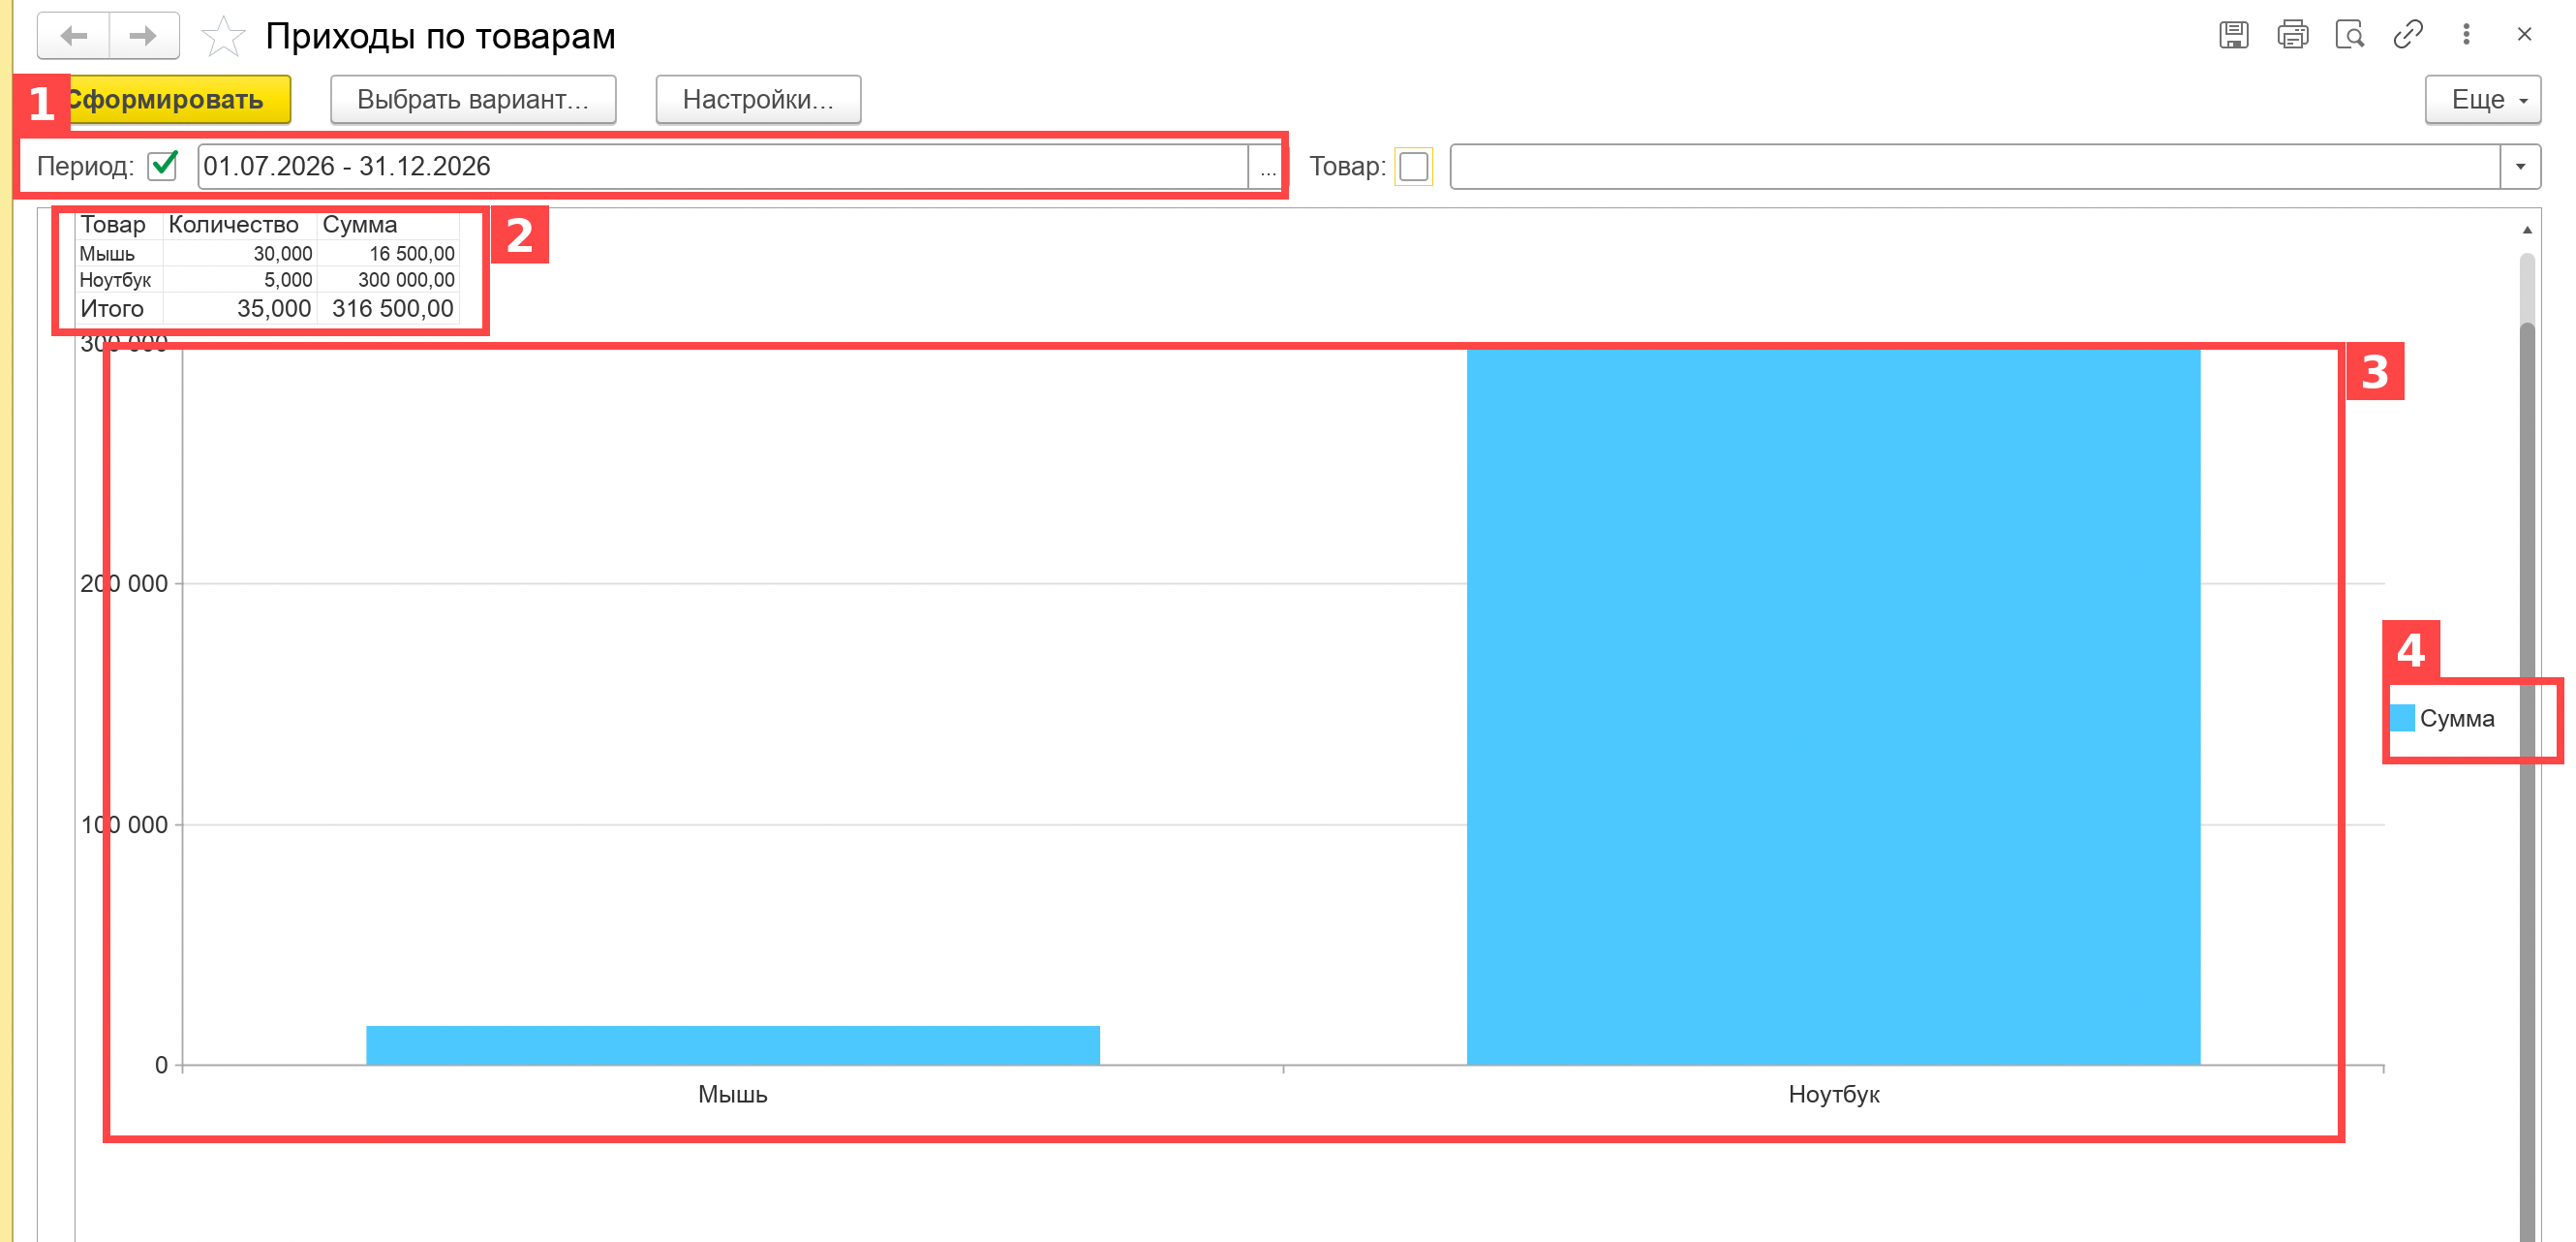 Приходы по товарам
1
Сформировать
Выбрать вариант...
Настройки...
Еще
Период:
01.07.2026 - 31.12.2026
...
Товар:
2
Товар Количество Сумма
Мышь 30,000 16 500,00
Ноутбук 5,000 300 000,00
Итого 35,000 316 500,00
300 000
3
200 000
4
Сумма
100 000
0
Мышь Ноутбук